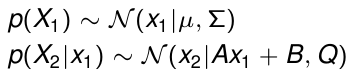 p(X₁) ∼ 𝒩(x₁|μ, Σ)
p(X₂|x₁) ∼ 𝒩(x₂|Ax₁ + B, Q)